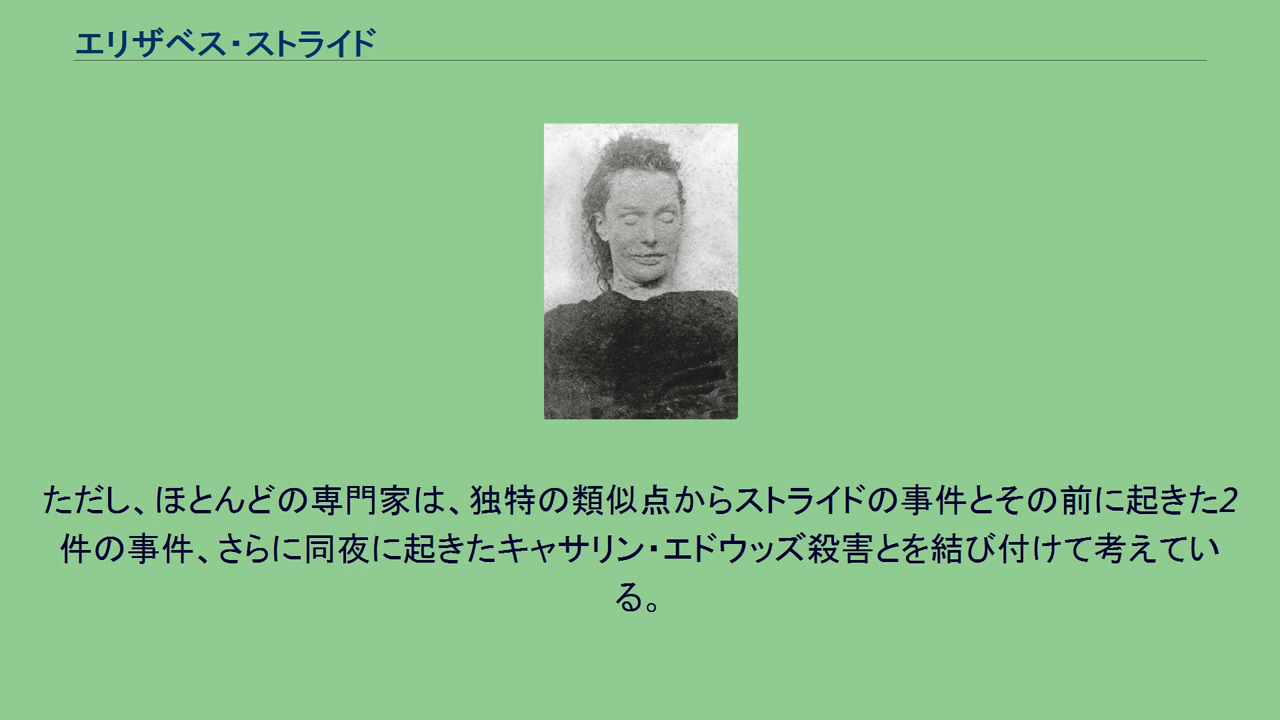 エリザベス・ストライド
ただし、ほとんどの専門家は、独特の類似点からストライドの事件とその前に起きた2
件の事件、さらに同夜に起きたキャサリン・エドウッズ殺害とを結び付けて考えてい
る。